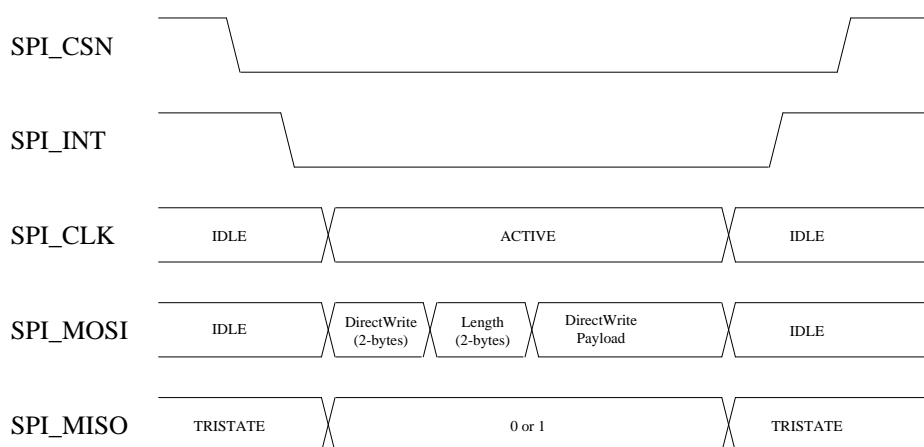 SPI_CSN
SPI_INT
SPI_CLK IDLE ACTIVE IDLE
SPI_MOSI IDLE DirectWrite (2-bytes) Length (2-bytes) DirectWrite Payload IDLE
SPI_MISO TRISTATE 0 or 1 TRISTATE